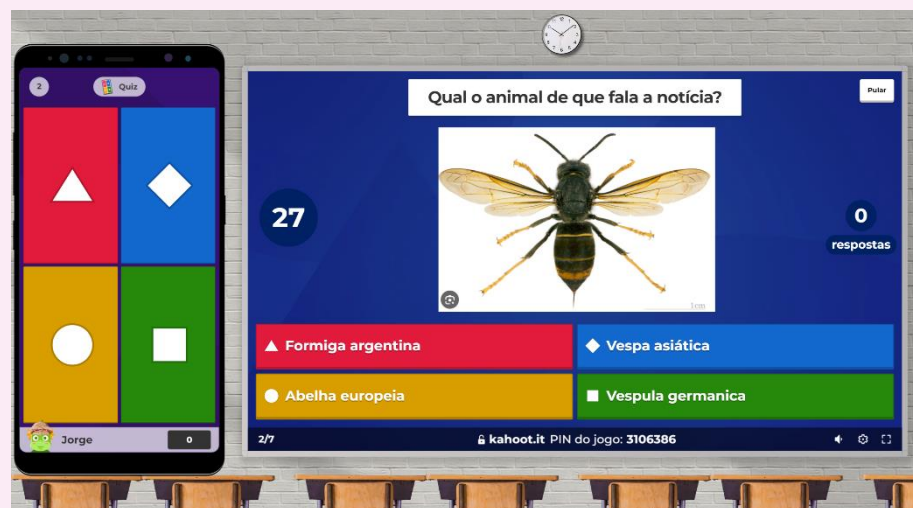 2
Quiz
Jorge
0
Qual o animal de que fala a notícia?
Pular
27
0
respostas
1cm
Formiga argentina
Vespa asiática
Abelha europeia
Vespula germanica
2/7
kahoot.it PIN do jogo: 3106386